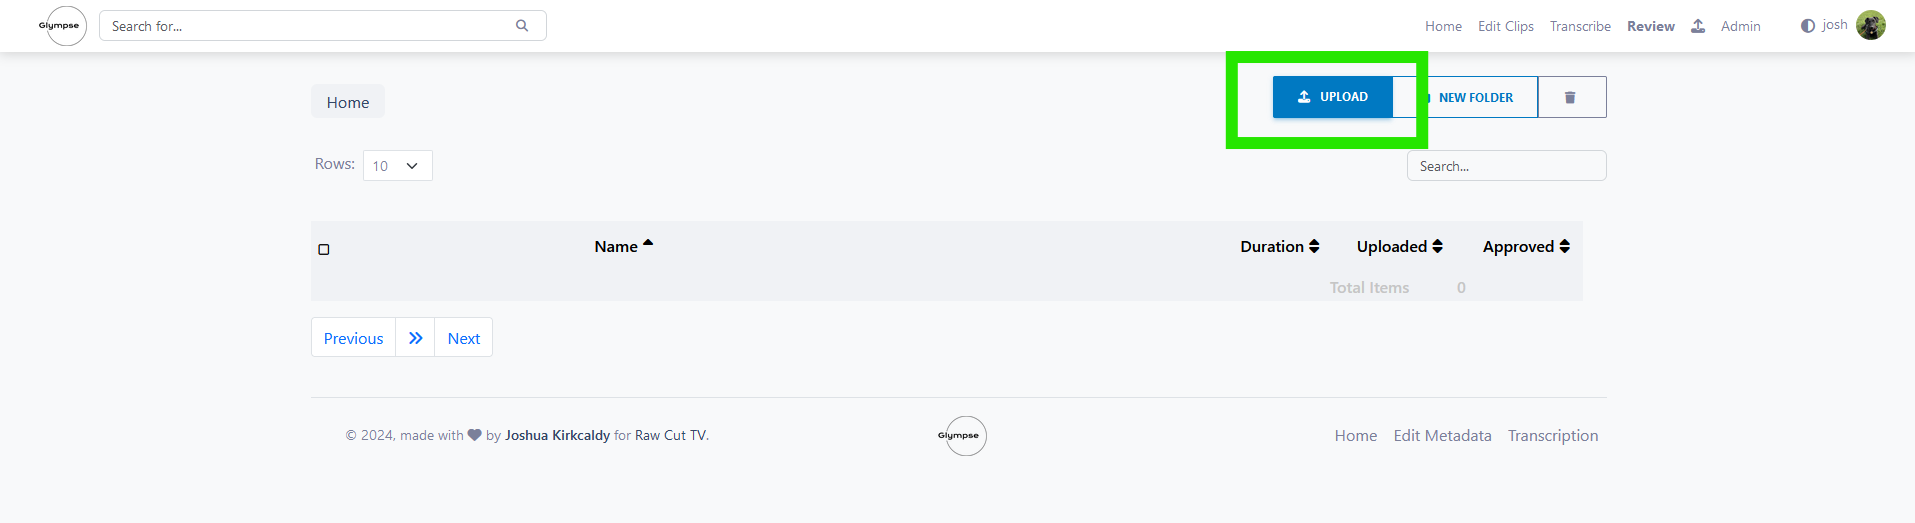 Glympse Search for... Home Edit Clips Transcribe Review Admin josh
Home UPLOAD NEW FOLDER
Rows: 10 Search...
Name Duration Uploaded Approved
Total Items 0
Previous Next
© 2024, made with by Joshua Kirkcaldy for Raw Cut TV. Glympse Home Edit Metadata Transcription